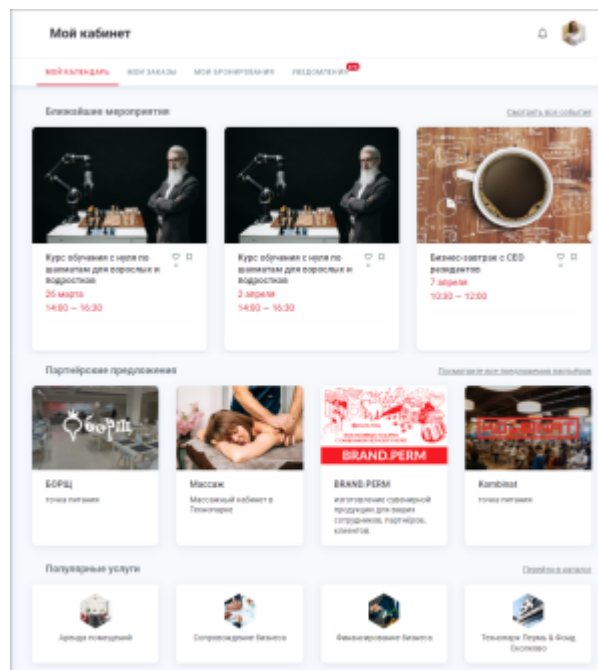 Мой кабинет
МОЙ КАЛЕНДАРЬ МОИ ЗАКАЗЫ МОИ БРОНИРОВАНИЯ УВЕДОМЛЕНИЯ
Ближайшие мероприятия Смотреть все события
Курс обучения с нуля по
шахматам для взрослых и
подростков
26 марта
14:00 — 16:30
Курс обучения с нуля по
шахматам для взрослых и
подростков
2 апреля
14:00 — 16:30
Бизнес-завтрак с CEO
резидентов
7 апреля
10:30 — 12:00
Партнёрские предложения Посмотреть все предложения партнёров
борщ
BRAND.PERM
БОРЩ
точка питания
Массаж
Массажный кабинет в
Технопарке
BRAND.PERM
изготовление сувенирной
продукции для ваших
сотрудников, партнёров,
клиентов.
Kombinat
точка питания
Популярные услуги Перейти в каталог
Аренда помещений
Сопровождение бизнеса
Финансирование бизнеса
Технопарк Пермь & Фонд
Сколково